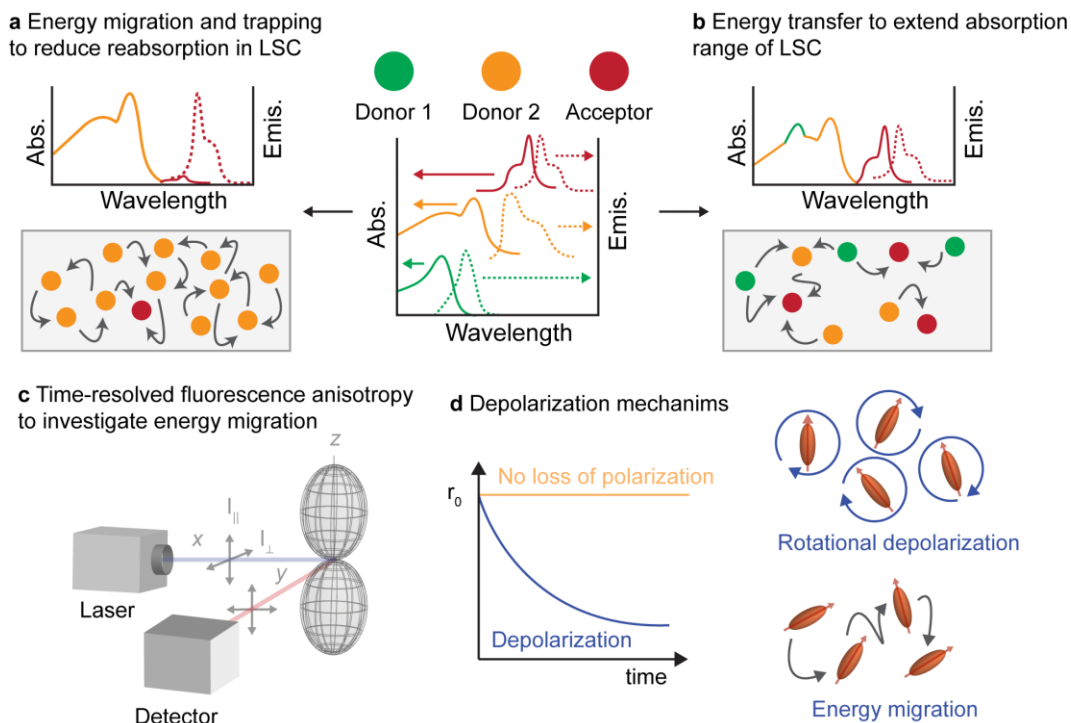 a Energy migration and trapping
to reduce reabsorption in LSC
b Energy transfer to extend absorption
range of LSC
Donor 1
Donor 2
Acceptor
Abs.
Emis.
Wavelength
Abs.
Emis.
Wavelength
Abs.
Emis.
Wavelength
c Time-resolved fluorescence anisotropy
to investigate energy migration
z
I||
x
I⊥
y
Laser
Detector
d Depolarization mechanims
r0
No loss of polarization
Depolarization
time
Rotational depolarization
Energy migration